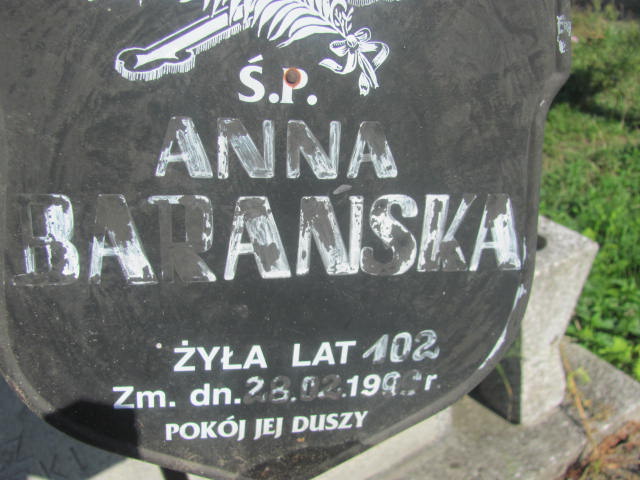 Ś.P.
ANNA
BARAŃSKA
ŻYŁA LAT 102
Zm. dn. 28.02.199 r.
POKÓJ JEJ DUSZY